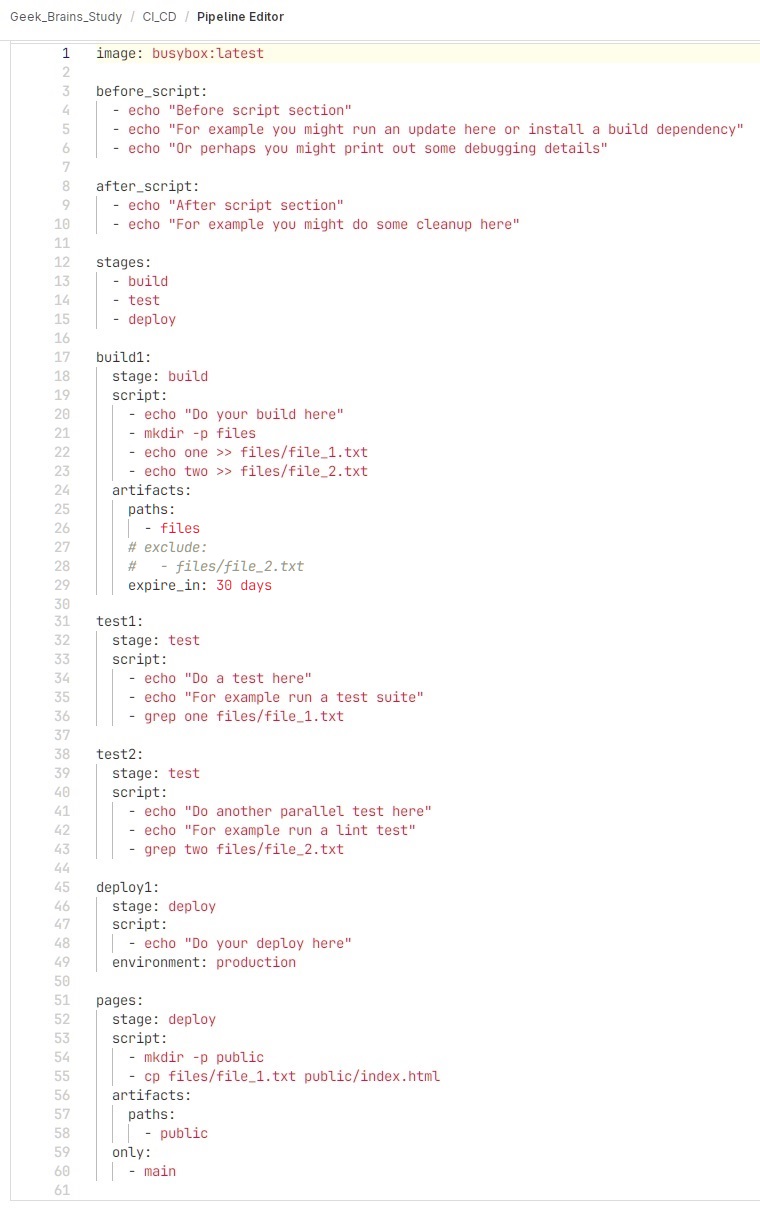 Geek_Brains_Study / CI_CD / Pipeline Editor
1 image: busybox:latest
2
3 before_script:
4   - echo "Before script section"
5   - echo "For example you might run an update here or install a build dependency"
6   - echo "Or perhaps you might print out some debugging details"
7
8 after_script:
9   - echo "After script section"
10   - echo "For example you might do some cleanup here"
11
12 stages:
13   - build
14   - test
15   - deploy
16
17 build1:
18   stage: build
19   script:
20     - echo "Do your build here"
21     - mkdir -p files
22     - echo one >> files/file_1.txt
23     - echo two >> files/file_2.txt
24   artifacts:
25     paths:
26       - files
27     # exclude:
28     #   - files/file_2.txt
29     expire_in: 30 days
30
31 test1:
32   stage: test
33   script:
34     - echo "Do a test here"
35     - echo "For example run a test suite"
36     - grep one files/file_1.txt
37
38 test2:
39   stage: test
40   script:
41     - echo "Do another parallel test here"
42     - echo "For example run a lint test"
43     - grep two files/file_2.txt
44
45 deploy1:
46   stage: deploy
47   script:
48     - echo "Do your deploy here"
49   environment: production
50
51 pages:
52   stage: deploy
53   script:
54     - mkdir -p public
55     - cp files/file_1.txt public/index.html
56   artifacts:
57     paths:
58       - public
59   only:
60     - main
61